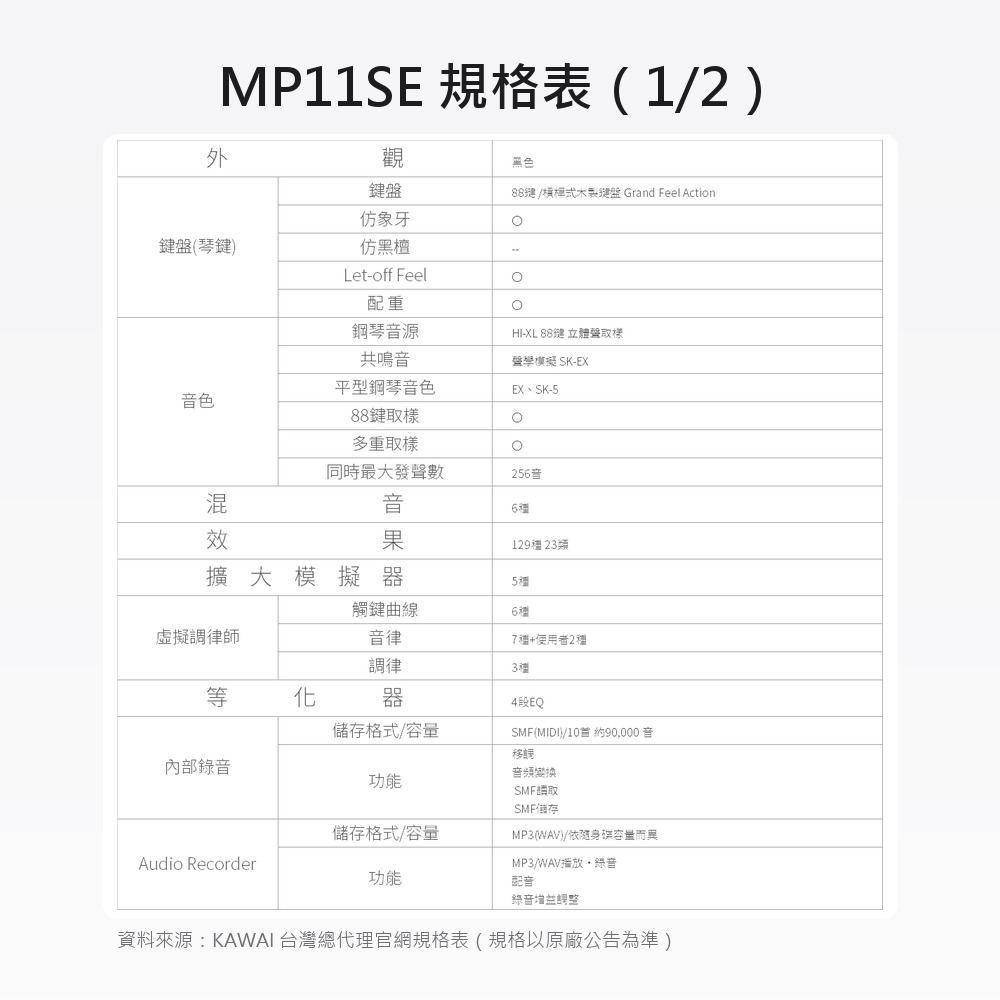 MP11SE 規格表（1/2）
外觀 黑色
鍵盤(琴鍵)
鍵盤 88鍵 /槓桿式木製鍵盤 Grand Feel Action
仿象牙 ○
仿黑檀 --
Let-off Feel ○
配重 ○
音色
鋼琴音源 HI-XL 88鍵 立體聲取樣
共鳴音 聲學模擬 SK-EX
平型鋼琴音色 EX、SK-5
88鍵取樣 ○
多重取樣 ○
同時最大發聲數 256音
混音 6種
效果 129種 23類
擴大模擬器 5種
虛擬調律師
觸鍵曲線 6種
音律 7種+使用者2種
調律 3種
等化器 4段EQ
內部錄音
儲存格式/容量 SMF(MIDI)/10首 約90,000 音
功能
移調
音頻變換
SMF讀取
SMF儲存
Audio Recorder
儲存格式/容量 MP3(WAV)/依隨身碟容量而異
功能
MP3/WAV播放・錄音
配音
錄音增益調整
資料來源：KAWAI 台灣總代理官網規格表（規格以原廠公告為準）